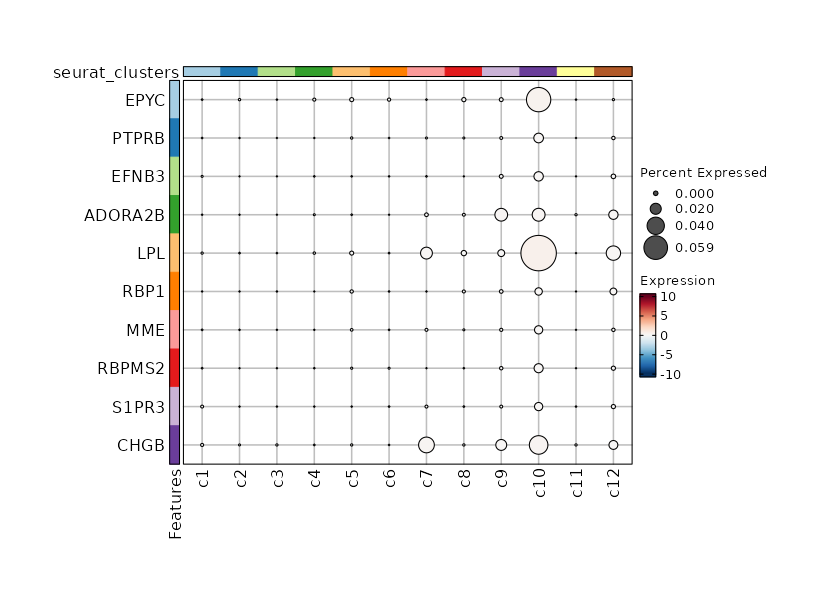 seurat_clusters
EPYC
PTPRB
EFNB3
ADORA2B
LPL
RBP1
MME
RBPMS2
S1PR3
CHGB
Features
c1
c2
c3
c4
c5
c6
c7
c8
c9
c10
c11
c12
Percent Expressed
0.000
0.020
0.040
0.059
Expression
10
5
0
-5
-10